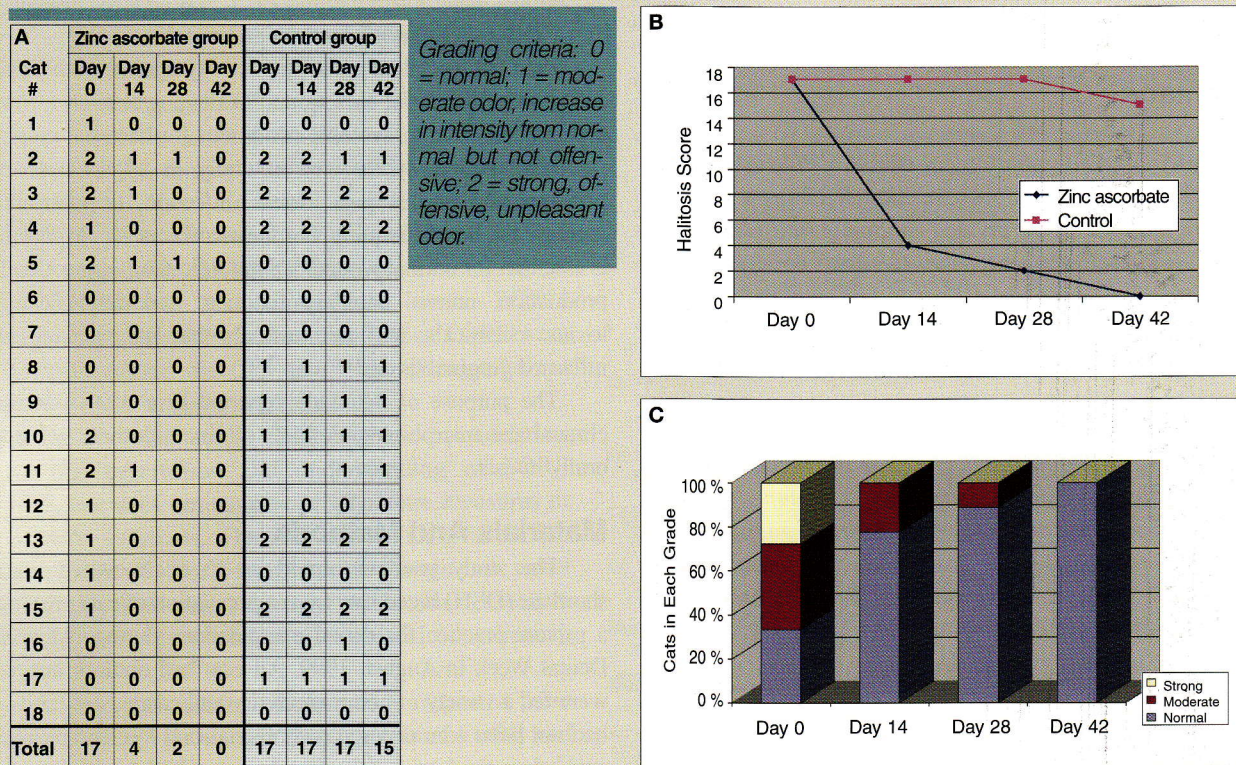 A
Zinc ascorbate group Control group
Cat Day Day Day Day Day Day Day Day
# 0 14 28 42 0 14 28 42
1 1 0 0 0 0 0 0 0
2 2 1 1 0 2 2 1 1
3 2 1 0 0 2 2 2 2
4 1 0 0 0 2 2 2 2
5 2 1 1 0 0 0 0 0
6 0 0 0 0 0 0 0 0
7 0 0 0 0 0 0 0 0
8 0 0 0 0 1 1 1 1
9 1 0 0 0 1 1 1 1
10 2 0 0 0 1 1 1 1
11 2 1 0 0 1 1 1 1
12 1 0 0 0 0 0 0 0
13 1 0 0 0 2 2 2 2
14 1 0 0 0 0 0 0 0
15 1 0 0 0 2 2 2 2
16 0 0 0 0 0 0 1 0
17 0 0 0 0 1 1 1 1
18 0 0 0 0 0 0 0 0
Total 17 4 2 0 17 17 17 15
Grading criteria: 0
= normal; 1 = mod-
erate odor, increase
in intensity from nor-
mal but not offen-
sive; 2 = strong, of-
fensive, unpleasant
odor.
B
Halitosis Score
18
16
14
12
10
8
6
4
2
0
Day 0 Day 14 Day 28 Day 42
Zinc ascorbate
Control
C
Cats in Each Grade
100 %
80 %
60 %
40 %
20 %
0 %
Day 0 Day 14 Day 28 Day 42
Strong
Moderate
Normal